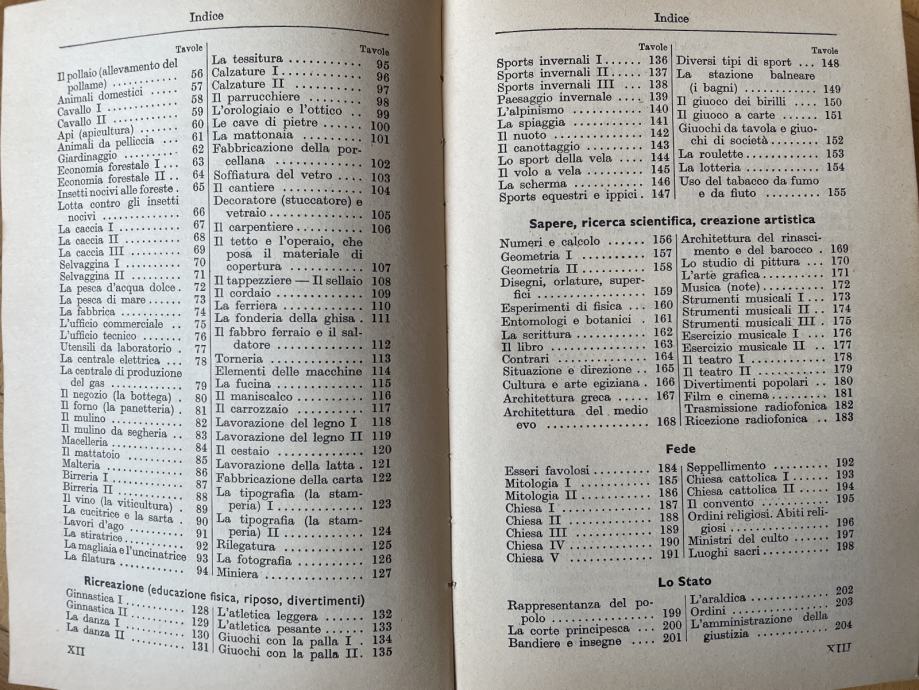 Indice
Tavole
Il pollaio (allevamento del
pollame) ..... 56
Animali domestici ..... 57
Cavallo I ............ 58
Cavallo II ........... 59
Api (apicultura) ...... 60
Animali da pelliccia ... 61
Giardinaggio ......... 62
Economia forestale I ... 63
Economia forestale II .. 64
Insetti nocivi alle foreste . 65
Lotta contro gli insetti
nocivi ............ 66
La caccia I ........... 67
La caccia II .......... 68
La caccia III ......... 69
Selvaggina I .......... 70
Selvaggina II ......... 71
La pesca d'acqua dolce . 72
La pesca di mare ...... 73
La fabbrica .......... 74
L'ufficio commerciale .. 75
L'ufficio tecnico ...... 76
Utensili da laboratorio . 77
La centrale elettrica ... 78
La centrale di produzione
del gas ........... 79
Il negozio (la bottega) . 80
Il forno (la panetteria) . 81
Il mulino ............ 82
Il mulino da segheria .. 83
Macelleria ........... 84
Il mattatoio .......... 85
Malteria ............. 86
Birreria I ............ 87
Birreria II ........... 88
Il vino (la viticultura) . 89
La cucitrice e la sarta . 90
Lavori d'ago ......... 91
La stiratrice .......... 92
La magliaia e l'uncinatrice 93
La filatura ........... 94
Tavole
La tessitura .......... 95
Calzature I ........... 96
Calzature II .......... 97
Il parrucchiere ........ 98
L'orologiaio e l'ottico .. 99
Le cave di pietre ...... 100
La mattonaia ......... 101
Fabbricazione della por-
cellana ........... 102
Soffiatura del vetro .... 103
Il cantiere ........... 104
Decoratore (stuccatore) e
vetraio ........... 105
Il carpentiere ......... 106
Il tetto e l'operaio, che
posa il materiale di
copertura ......... 107
Il tappezziere — Il sellaio 108
Il cordaio ............ 109
La ferriera ........... 110
La fonderia della ghisa . 111
Il fabbro ferraio e il sal-
datore ............ 112
Torneria ............. 113
Elementi delle macchine 114
La fucina ............ 115
Il maniscalco ......... 116
Il carrozzaio .......... 117
Lavorazione del legno I 118
Lavorazione del legno II 119
Il cestaio ............ 120
Lavorazione della latta . 121
Fabbricazione della carta 122
La tipografia (la stam-
peria) I ........... 123
La tipografia (la stam-
peria) II .......... 124
Rilegatura ........... 125
La fotografia ......... 126
Miniera .............. 127
Ricreazione (educazione fisica, riposo, divertimenti)
Ginnastica I .......... 128
Ginnastica II ......... 129
La danza I ........... 130
La danza II .......... 131
L'atletica leggera ..... 132
L'atletica pesante ..... 133
Giuochi con la palla I . 134
Giuochi con la palla II. 135
XII
Indice
Tavole
Sports invernali I ..... 136
Sports invernali II .... 137
Sports invernali III ... 138
Paesaggio invernale .... 139
L'alpinismo .......... 140
La spiaggia .......... 141
Il nuoto ............. 142
Il canottaggio ........ 143
Lo sport della vela .... 144
Il volo a vela ......... 145
La scherma .......... 146
Sports equestri e ippici . 147
Tavole
Diversi tipi di sport ... 148
La stazione balneare
(i bagni) .......... 149
Il giuoco dei birilli .... 150
Il giuoco a carte ...... 151
Giuochi da tavola e giuo-
chi di società ....... 152
La roulette ........... 153
La lotteria ........... 154
Uso del tabacco da fumo
e da fiuto ......... 155
Sapere, ricerca scientifica, creazione artistica
Numeri e calcolo ...... 156
Geometria I .......... 157
Geometria II ......... 158
Disegni, orlature, super-
fici ............... 159
Esperimenti di fisica ... 160
Entomologi e botanici . 161
La scrittura .......... 162
Il libro .............. 163
Contrari ............. 164
Situazione e direzione .. 165
Cultura e arte egiziana . 166
Architettura greca ..... 167
Architettura del medio
evo .............. 168
Architettura del rinasci-
mento e del barocco . 169
Lo studio di pittura ... 170
L'arte grafica ......... 171
Musica (note) ......... 172
Strumenti musicali I ... 173
Strumenti musicali II .. 174
Strumenti musicali III . 175
Esercizio musicale I ... 176
Esercizio musicale II .. 177
Il teatro I ........... 178
Il teatro II .......... 179
Divertimenti popolari .. 180
Film e cinema ........ 181
Trasmissione radiofonica 182
Ricezione radiofonica .. 183
Fede
Esseri favolosi ........ 184
Mitologia I ........... 185
Mitologia II .......... 186
Chiesa I ............. 187
Chiesa II ............ 188
Chiesa III ........... 189
Chiesa IV ............ 190
Chiesa V ............. 191
Seppellimento ........ 192
Chiesa cattolica I ..... 193
Chiesa cattolica II .... 194
Il convento .......... 195
Ordini religiosi. Abiti reli-
giosi ............. 196
Ministri del culto ..... 197
Luoghi sacri .......... 198
Lo Stato
Rappresentanza del po-
polo ............. 199
La corte principesca ... 200
Bandiere e insegne .... 201
L'araldica ........... 202
Ordini .............. 203
L'amministrazione della
giustizia .......... 204
XIII